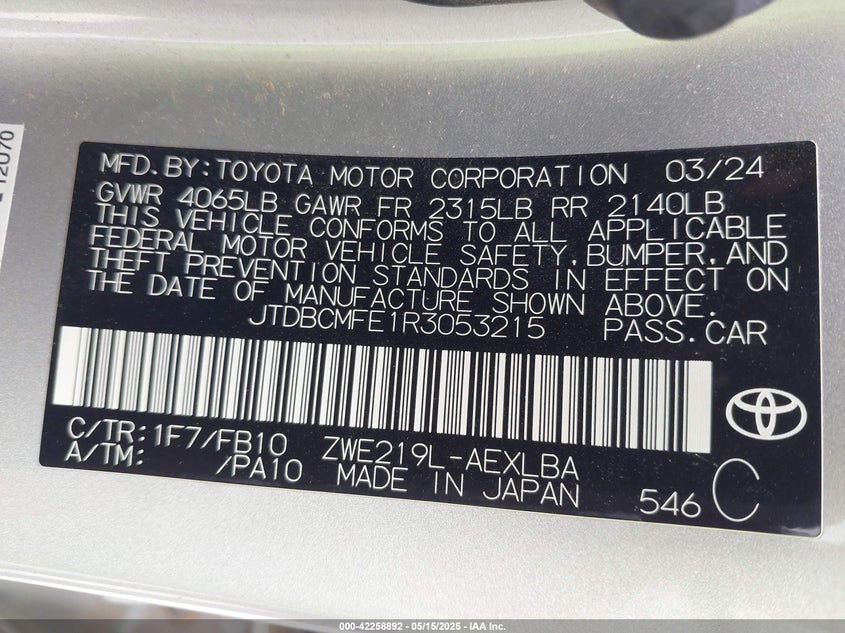 MFD.BY:TOYOTA MOTOR CORPORATION 03/24
GVWR 4065LB GAWR FR 2315LB RR 2140LB
THIS VEHICLE CONFORMS TO ALL APPLICABLE
FEDERAL MOTOR VEHICLE SAFETY,BUMPER,AND
THEFT PREVENTION STANDARDS IN EFFECT ON
THE DATE OF MANUFACTURE SHOWN ABOVE.
JTDBCMFE1R3053215 PASS.CAR
C/TR:1F7/FB10 ZWE219L-AEXLBA
A/TM: /PA10 MADE IN JAPAN 546 C
000-42258892 - 05/15/2025 - IAA Inc.